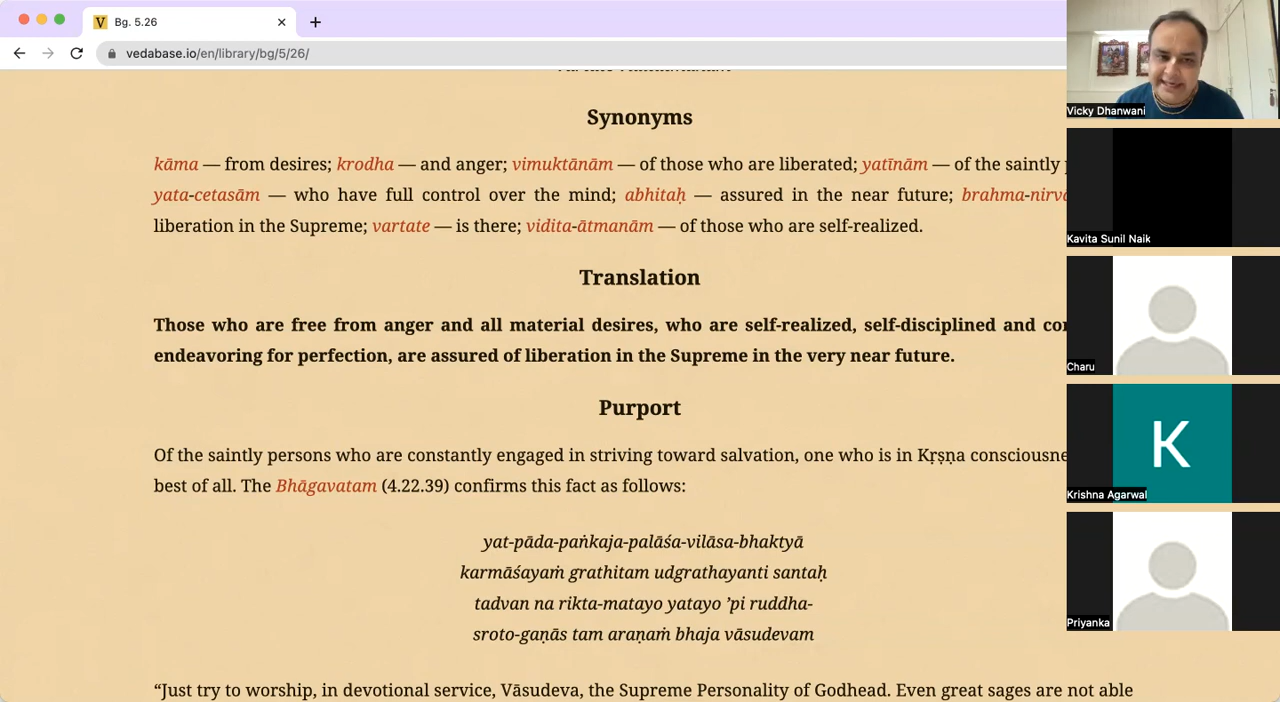 V Bg. 5.26
vedabase.io/en/library/bg/5/26/
Synonyms
kāma — from desires; krodha — and anger; vimuktānām — of those who are liberated; yatīnām — of the saintly
yata-cetasām — who have full control over the mind; abhitaḥ — assured in the near future; brahma-nirv
liberation in the Supreme; vartate — is there; vidita-ātmanām — of those who are self-realized.
Translation
Those who are free from anger and all material desires, who are self-realized, self-disciplined and co
endeavoring for perfection, are assured of liberation in the Supreme in the very near future.
Purport
Of the saintly persons who are constantly engaged in striving toward salvation, one who is in Kṛṣṇa consciousne
best of all. The Bhāgavatam (4.22.39) confirms this fact as follows:
yat-pāda-paṅkaja-palāśa-vilāsa-bhaktyā
karmāśayaṁ grathitam udgrathayanti santaḥ
tadvan na rikta-matayo yatayo ’pi ruddha-
sroto-gaṇās tam araṇaṁ bhaja vāsudevam
“Just try to worship, in devotional service, Vāsudeva, the Supreme Personality of Godhead. Even great sages are not able
Vicky Dhanwani
Kavita Sunil Naik
Charu
K
Krishna Agarwal
Priyanka